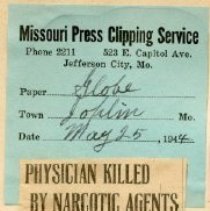 Missouri Press Clipping Service
Phone 2211 523 E. Capitol Ave.
Jefferson City, Mo.
Paper Globe
Town Joplin Mo.
Date May 25, 1944
PHYSICIAN KILLED
BY NARCOTIC AGENTS